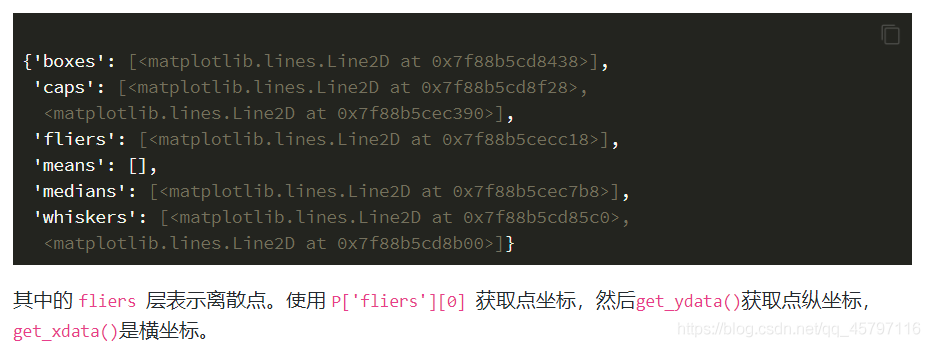 {'boxes': [<matplotlib.lines.Line2D at 0x7f88b5cd8438>],
'caps': [<matplotlib.lines.Line2D at 0x7f88b5cd8f28>,
<matplotlib.lines.Line2D at 0x7f88b5cec390>],
'fliers': [<matplotlib.lines.Line2D at 0x7f88b5cecc18>],
'means': [],
'medians': [<matplotlib.lines.Line2D at 0x7f88b5cec7b8>],
'whiskers': [<matplotlib.lines.Line2D at 0x7f88b5cd85c0>,
<matplotlib.lines.Line2D at 0x7f88b5cd8b00>]}
其中的 fliers 层表示离散点。使用 P['fliers'][0] 获取点坐标，然后get_ydata()获取点纵坐标，
get_xdata()是横坐标。
https://blog.csdn.net/qq_45797116